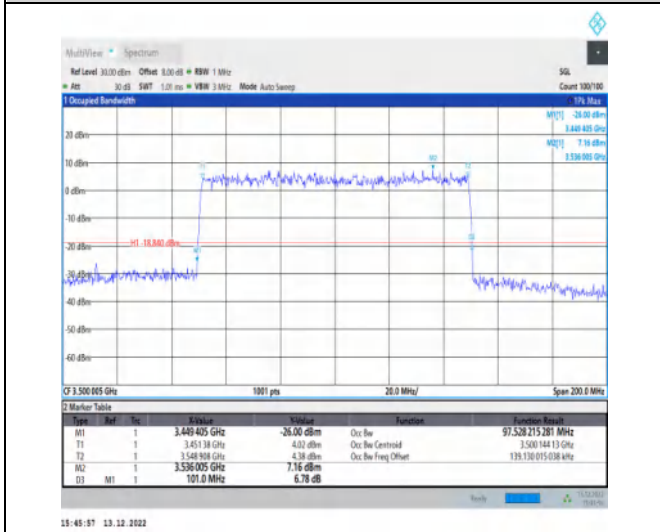 MultiView Spectrum
Ref Level 30.00 dBm Offset 8.00 dB RBW 1 MHz SGL
Att 30 dB SWT 1.01 ms VBW 3 MHz Mode Auto Sweep Count 100/100
1 Occupied Bandwidth 1Pk Max
M1[1] -26.00 dBm
3.449 405 GHz
20 dBm
M2[1] 7.16 dBm
3.536 005 GHz
10 dBm
M2
0 dBm
-10 dBm
H1 -18.840 dBm
-20 dBm
-30 dBm
-40 dBm
-50 dBm
-60 dBm
CF 3.500 005 GHz 1001 pts 20.0 MHz/ Span 200.0 MHz
2 Marker Table
Type Ref Trc X-Value Y-Value Function Function Result
M1 1 3.449 405 GHz -26.00 dBm Occ Bw 97.528 215 281 MHz
T1 1 3.451 38 GHz 4.02 dBm Occ Bw Centroid 3.500 144 13 GHz
T2 1 3.548 908 GHz 4.38 dBm Occ Bw Freq Offset 139.130 015 038 kHz
M2 1 3.536 005 GHz 7.16 dBm
D3 M1 1 101.0 MHz 6.78 dB
Ready
15:45:57 13.12.2022